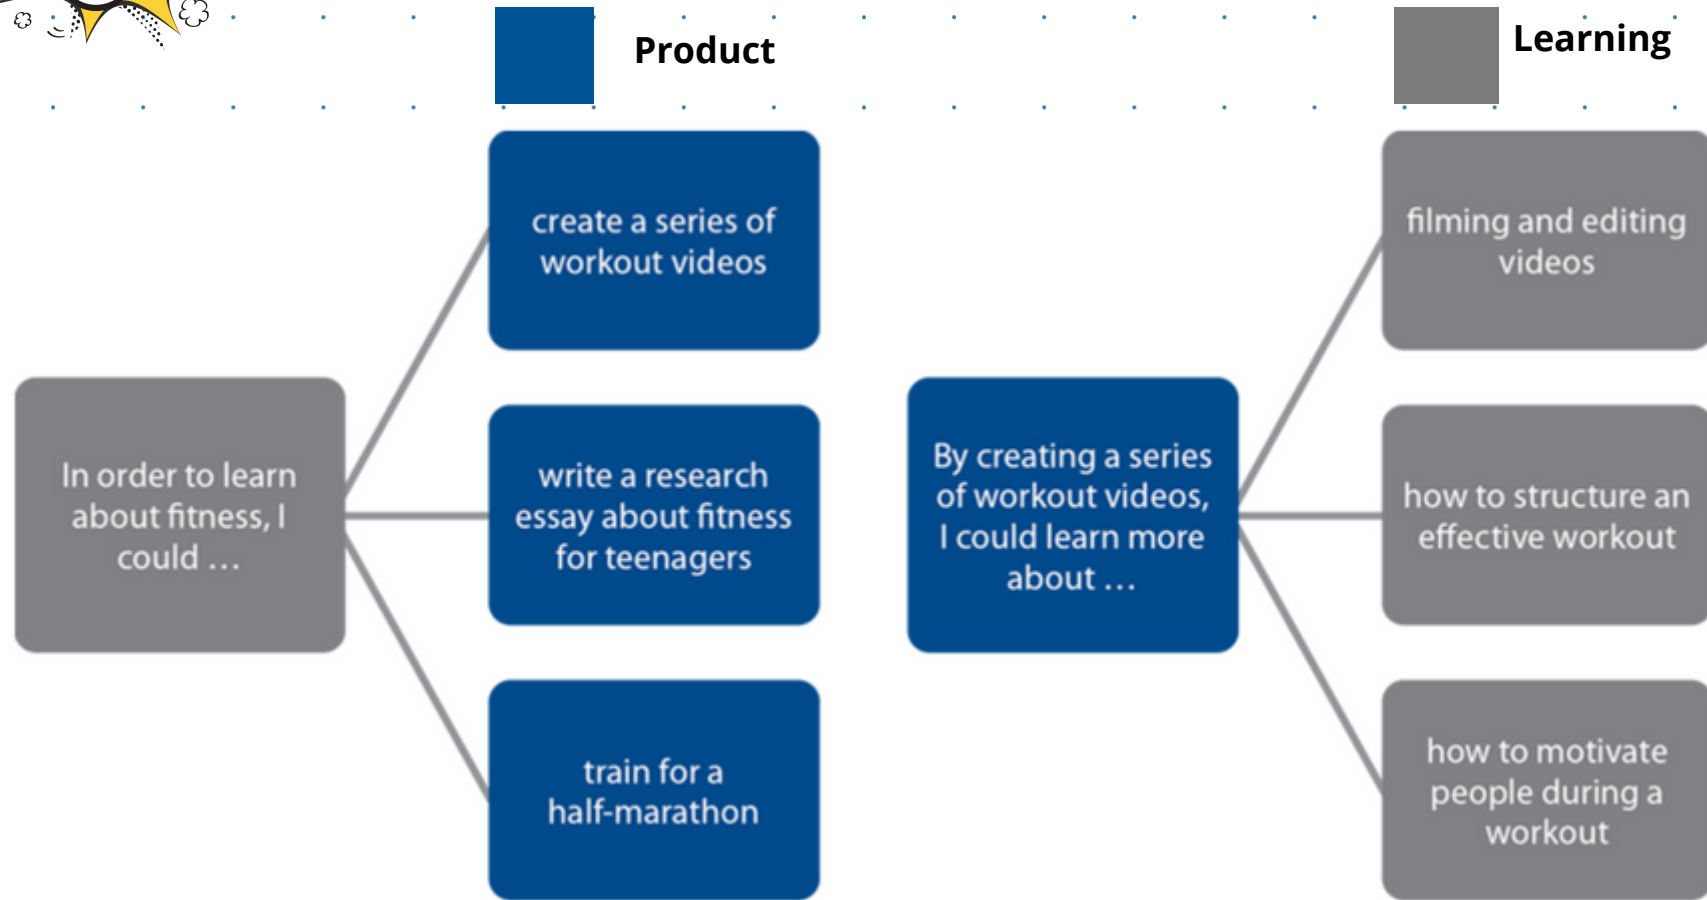 Product
Learning
In order to learn
about fitness, I
could ...
create a series of
workout videos
write a research
essay about fitness
for teenagers
train for a
half-marathon
By creating a series
of workout videos,
I could learn more
about ...
filming and editing
videos
how to structure an
effective workout
how to motivate
people during a
workout